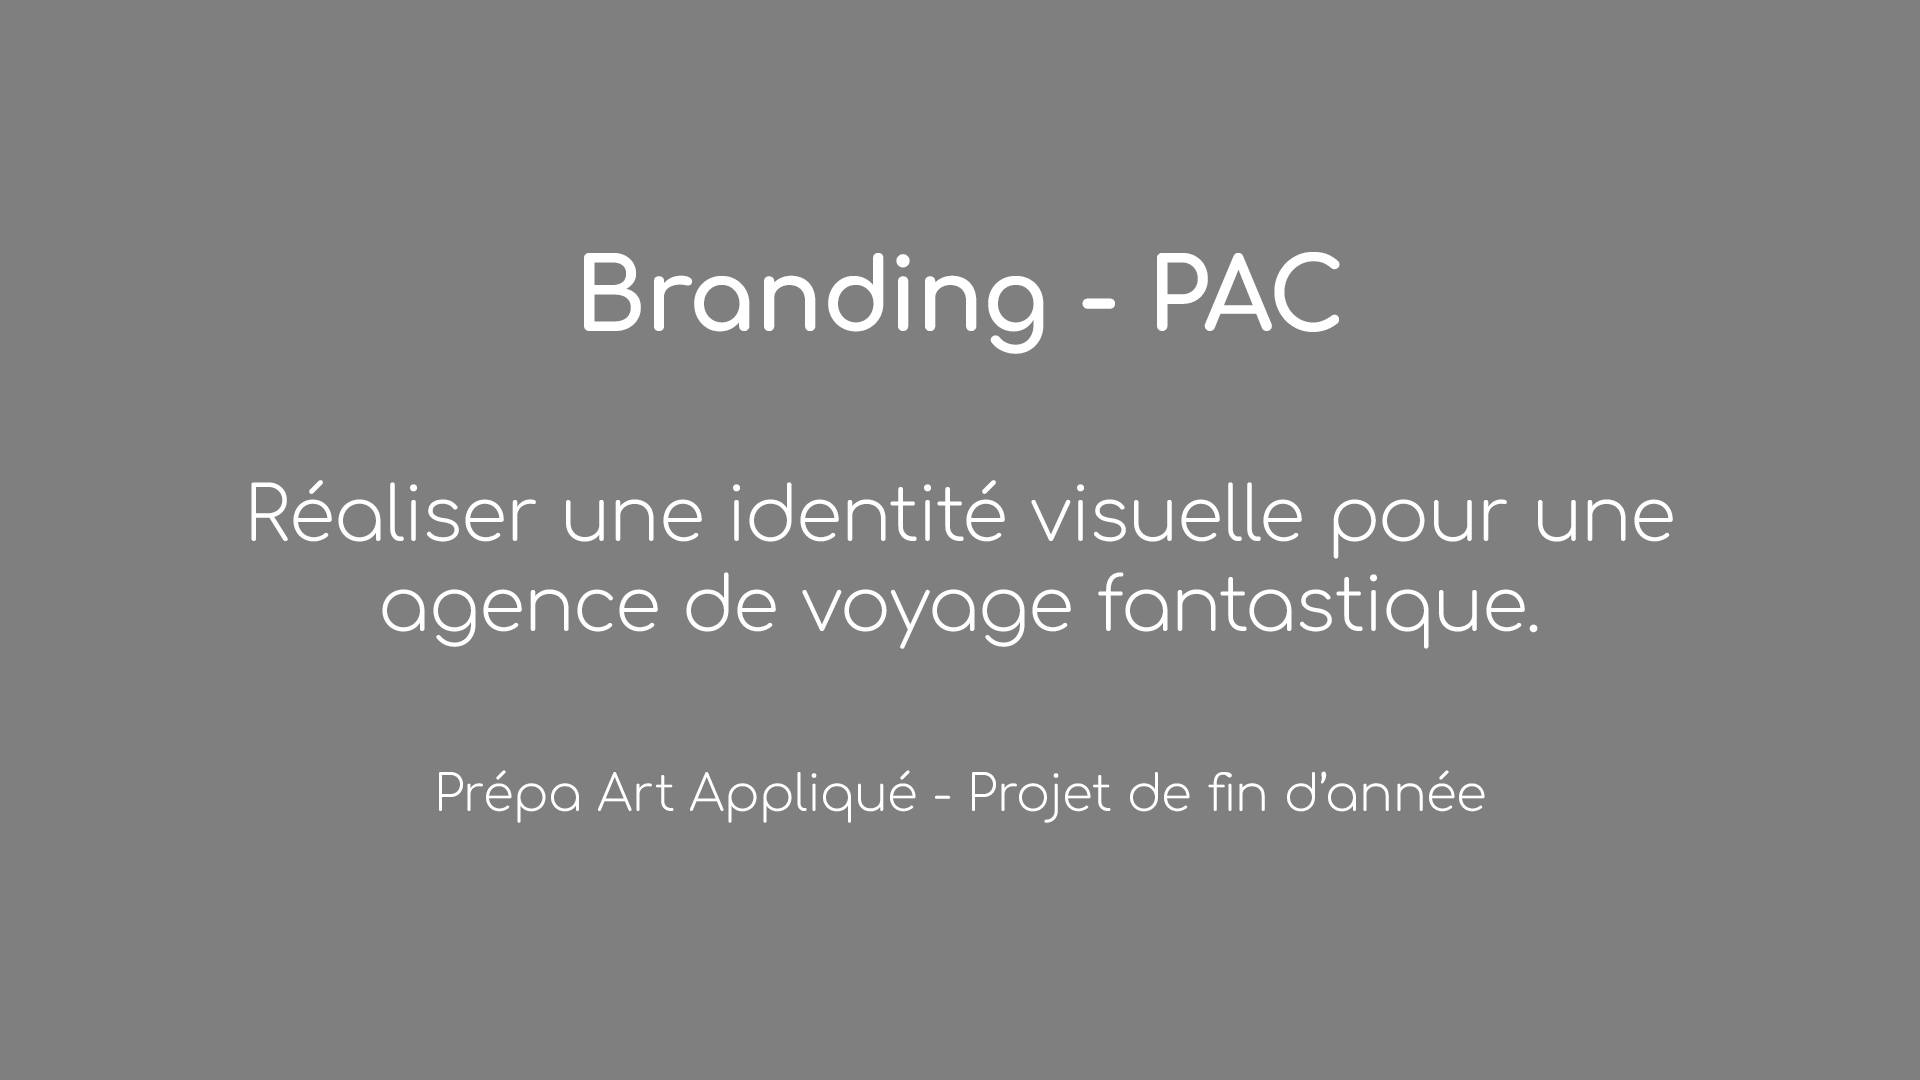 Branding - PAC
Réaliser une identité visuelle pour une
agence de voyage fantastique.
Prépa Art Appliqué - Projet de fin d’année